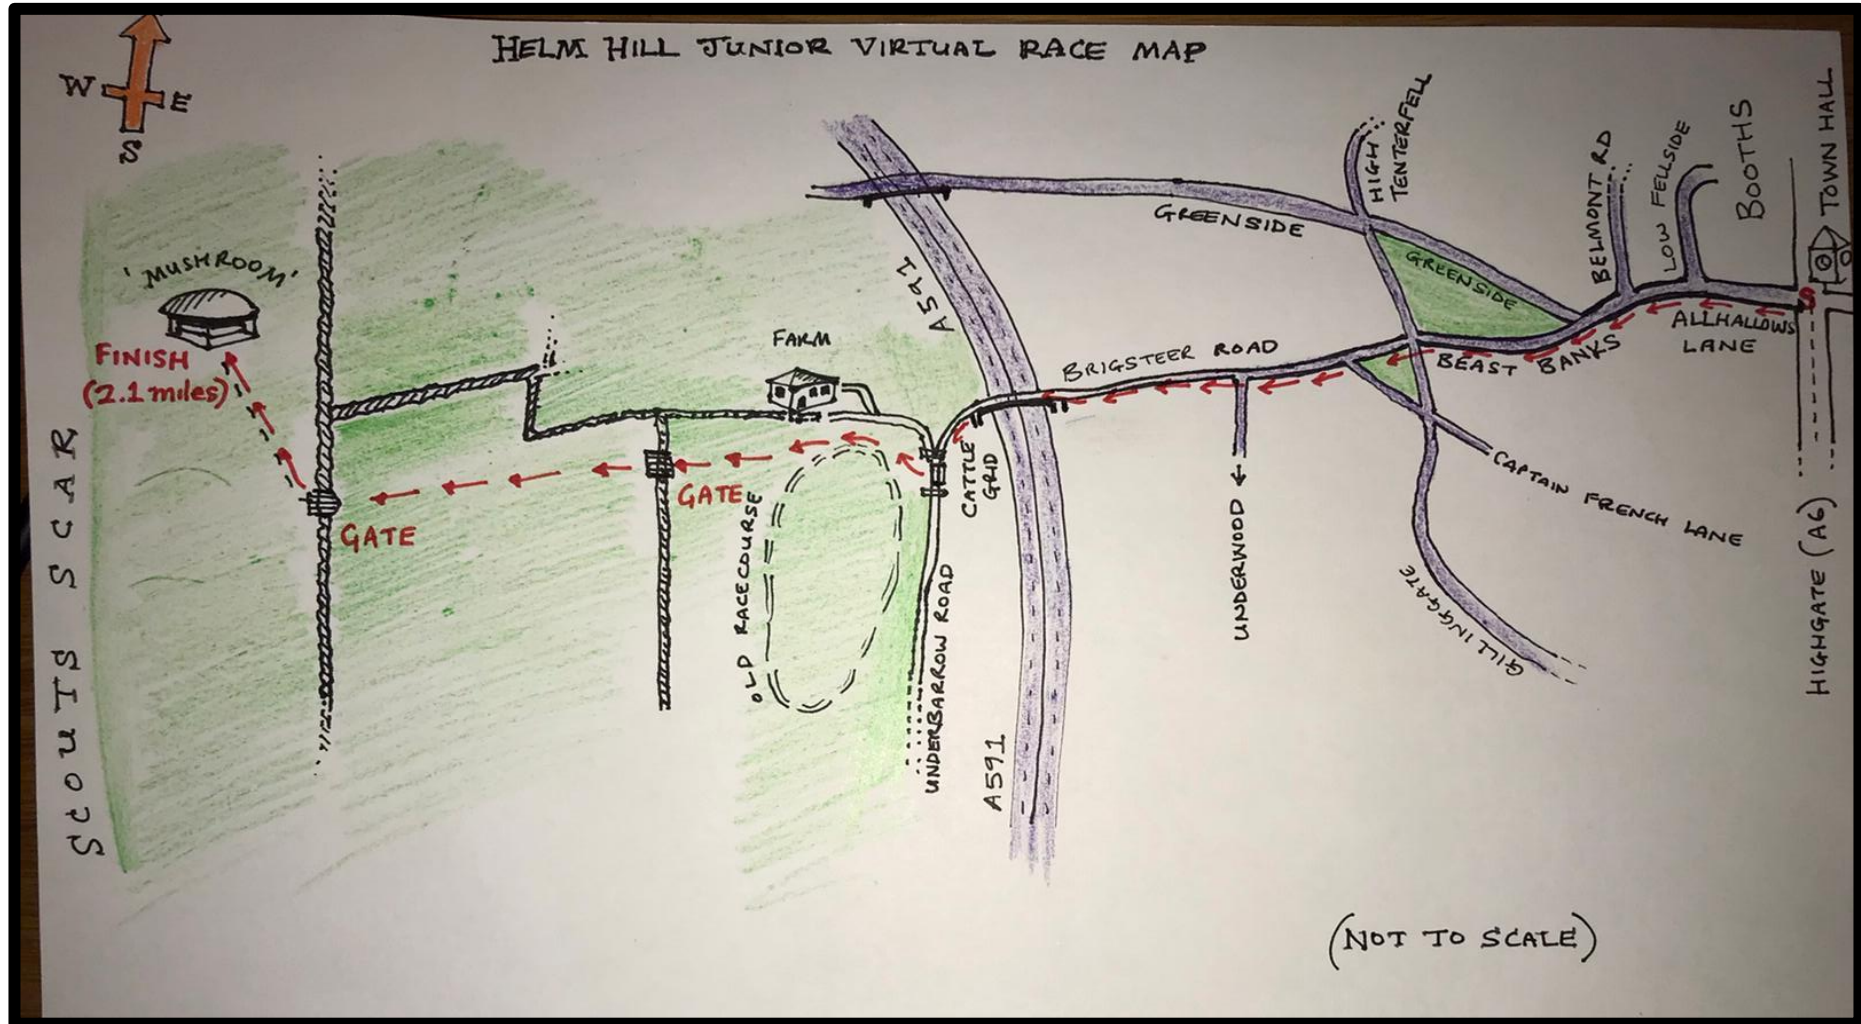 HELM HILL JUNIOR VIRTUAL RACE MAP
W
E
S
'MUSHROOM'
FINISH
(2.1 miles)
SCOUTS SCAR
GATE
GATE
FARM
OLD RACECOURSE
CATTLE
GRID
UNDERBARROW ROAD
A591
A591
BRIGSTEER ROAD
UNDERWOOD
GREENSIDE
HIGH
TENTERFELL
GREENSIDE
BEAST BANKS
CAPTAIN FRENCH LANE
GILLINGGATE
BELMONT RD
LOW FELLSIDE
BOOTHS
ALLHALLOWS
LANE
S
TOWN HALL
HIGHGATE (A6)
(NOT TO SCALE)